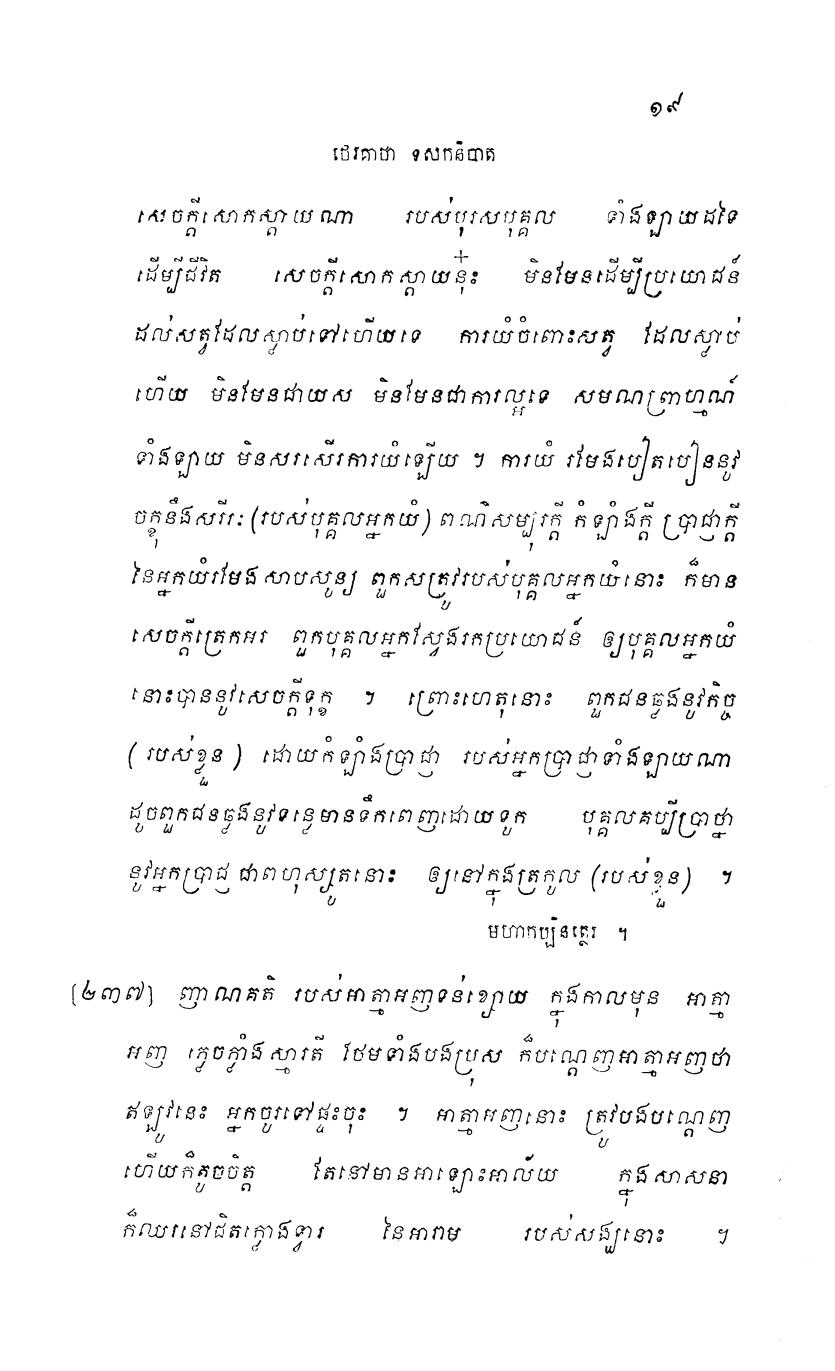 ១៩
ថេរគាថា ទសកនិបាត
សេចក្តីសោកស្តាយណា របស់បុរសបុគ្គល ទាំងឡាយដទៃ
ដើម្បីជីវិត សេចក្តីសោកស្តាយនុ៎ះ មិនមែនដើម្បីប្រយោជន៍
ដល់សត្វដែលស្លាប់ទៅហើយទេ ការយំចំពោះសត្វ ដែលស្លាប់
ហើយ មិនមែនជាយស មិនមែនជាការល្អទេ សមណព្រាហ្មណ៍
ទាំងឡាយ មិនសរសើរការយំឡើយ ។ ការយំ រមែងបៀតបៀននូវ
ចក្ខុនឹងសរីរៈ (របស់បុគ្គលអ្នកយំ) ពណ៌សម្បុរក្តី កំឡាំងក្តី ប្រាជ្ញាក្តី
នៃអ្នកយំរមែងសាបសូន្យ ពួកសត្រូវរបស់បុគ្គលអ្នកយំនោះ ក៏មាន
សេចក្តីត្រេកអរ ពួកបុគ្គលអ្នកស្វែងរកប្រយោជន៍ ឲ្យបុគ្គលអ្នកយំ
នោះបាននូវសេចក្តីទុក្ខ ។ ព្រោះហេតុនោះ ពួកជនឆ្លងនូវកិច្ច
(របស់ខ្លួន) ដោយកំឡាំងប្រាជ្ញា របស់អ្នកប្រាជ្ញទាំងឡាយណា
ដូចពួកជនឆ្លងនូវទន្លេមានទឹកពេញដោយទូក បុគ្គលគប្បីប្រាថ្នា
នូវអ្នកប្រាជ្ញ ជាពហុស្សូតនោះ ឲ្យនៅក្នុងត្រកូល (របស់ខ្លួន) ។
មហាកប្បិនត្ថេរ ។
[២៣៧] ញាណគតិ របស់អាត្មាអញទន់ខ្សោយ ក្នុងកាលមុន អាត្មា
អញ ភ្លេចភ្លាំងស្មារតី ថែមទាំងបងប្រុស ក៏បណ្តេញអាត្មាអញថា
ឥឡូវនេះ អ្នកចូរទៅផ្ទះចុះ ។ អាត្មាអញនោះ ត្រូវបងបណ្តេញ
ហើយក៏តូចចិត្ត តែនៅមានអាឡោះអាល័យ ក្នុងសាសនា
ក៏ឈរនៅជិតក្លោងទ្វារ នៃអារាម របស់សង្ឃនោះ ។